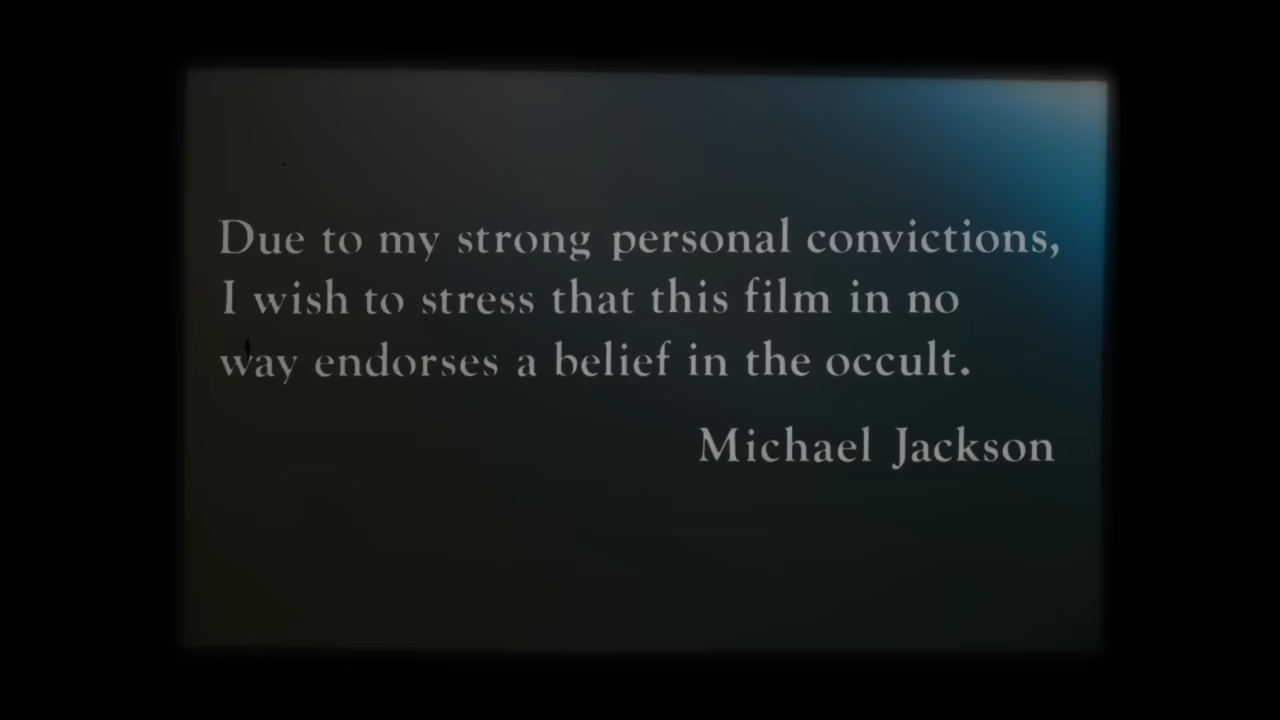 Due to my strong personal convictions,
I wish to stress that this film in no
way endorses a belief in the occult.
Michael Jackson